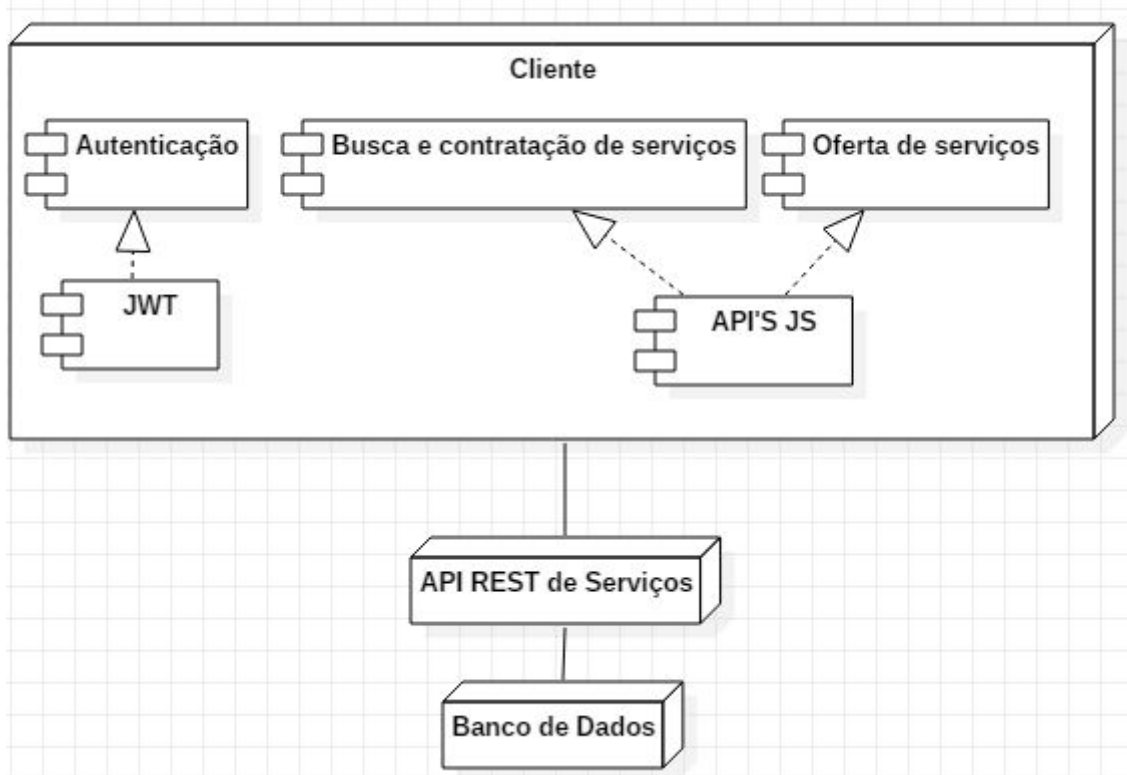 Cliente
Autenticação
Busca e contratação de serviços
Oferta de serviços
JWT
API'S JS
API REST de Serviços
Banco de Dados